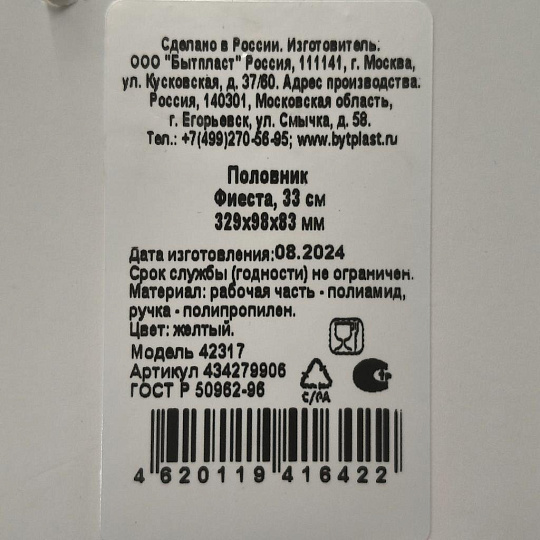 Сделано в России. Изготовитель:
ООО "Бытпласт" Россия, 111141, г. Москва,
ул. Кусковская, д. 37/60. Адрес производства:
Россия, 140301, Московская область,
г. Егорьевск, ул. Смычка, д. 58.
Тел.: +7(499)270-56-95; www.bytplast.ru
Половник
Фиеста, 33 см
329x98x83 мм
Дата изготовления:08.2024
Срок службы (годности) не ограничен.
Материал: рабочая часть - полиамид,
ручка - полипропилен.
Цвет: желтый.
Модель 42317
Артикул 434279906
ГОСТ Р 50962-96
C/PA
4 620119 416422